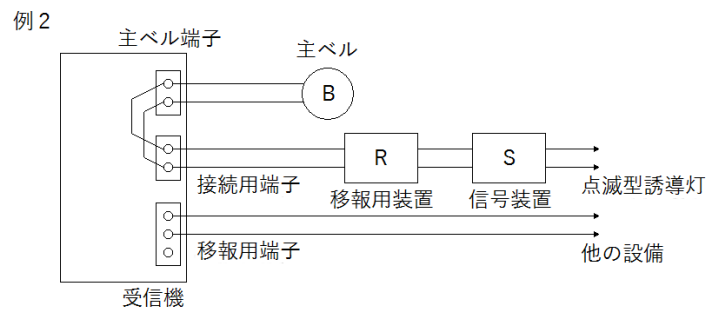 例２
主ベル端子
主ベル
B
R
S
接続用端子
移報用装置
信号装置
点滅型誘導灯
移報用端子
他の設備
受信機